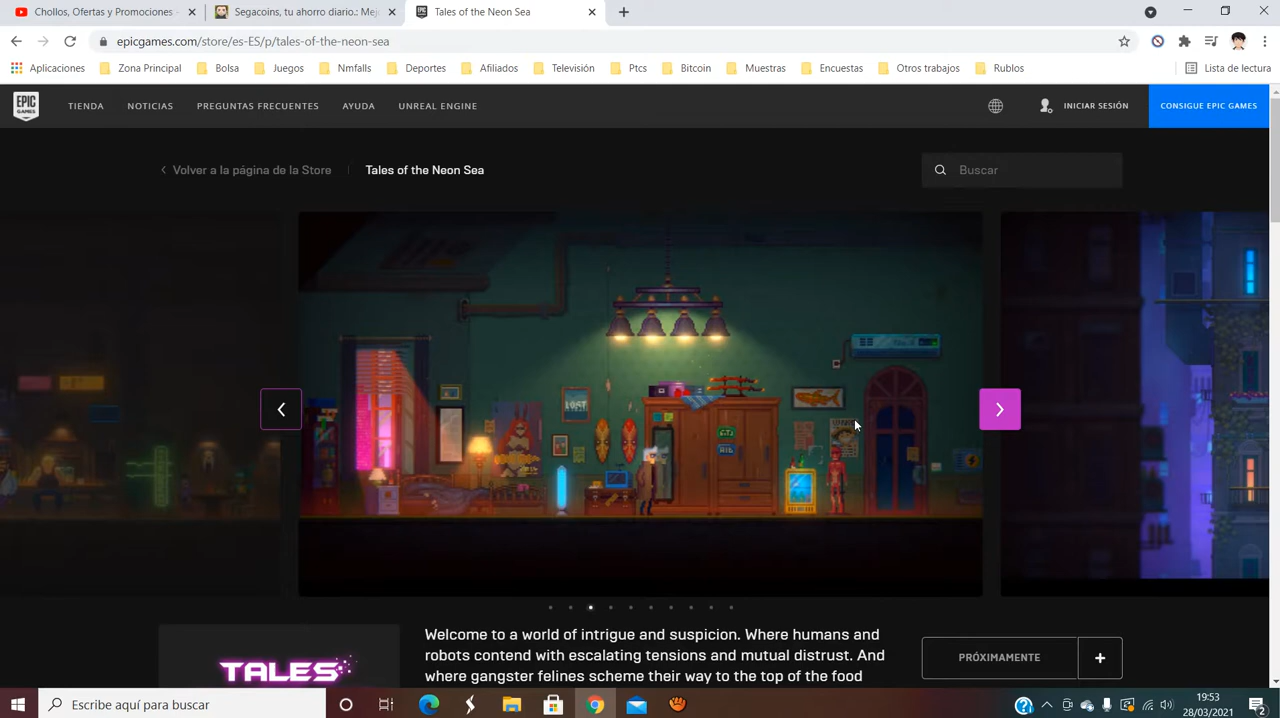 Chollos, Ofertas y Promociones -
Segacoins, tu ahorro diario.: Mej
Tales of the Neon Sea
epicgames.com/store/es-ES/p/tales-of-the-neon-sea
Aplicaciones Zona Principal Bolsa Juegos Nmfalls Deportes Afiliados Televisión Ptcs Bitcoin Muestras Encuestas Otros trabajos Rublos Lista de lectura
EPIC GAMES TIENDA NOTICIAS PREGUNTAS FRECUENTES AYUDA UNREAL ENGINE INICIAR SESIÓN CONSIGUE EPIC GAMES
Volver a la página de la Store Tales of the Neon Sea Buscar
LOST
Welcome to a world of intrigue and suspicion. Where humans and
robots contend with escalating tensions and mutual distrust. And
where gangster felines scheme their way to the top of the food
PRÓXIMAMENTE +
TALES
Escribe aquí para buscar
19:53
28/03/2021
2